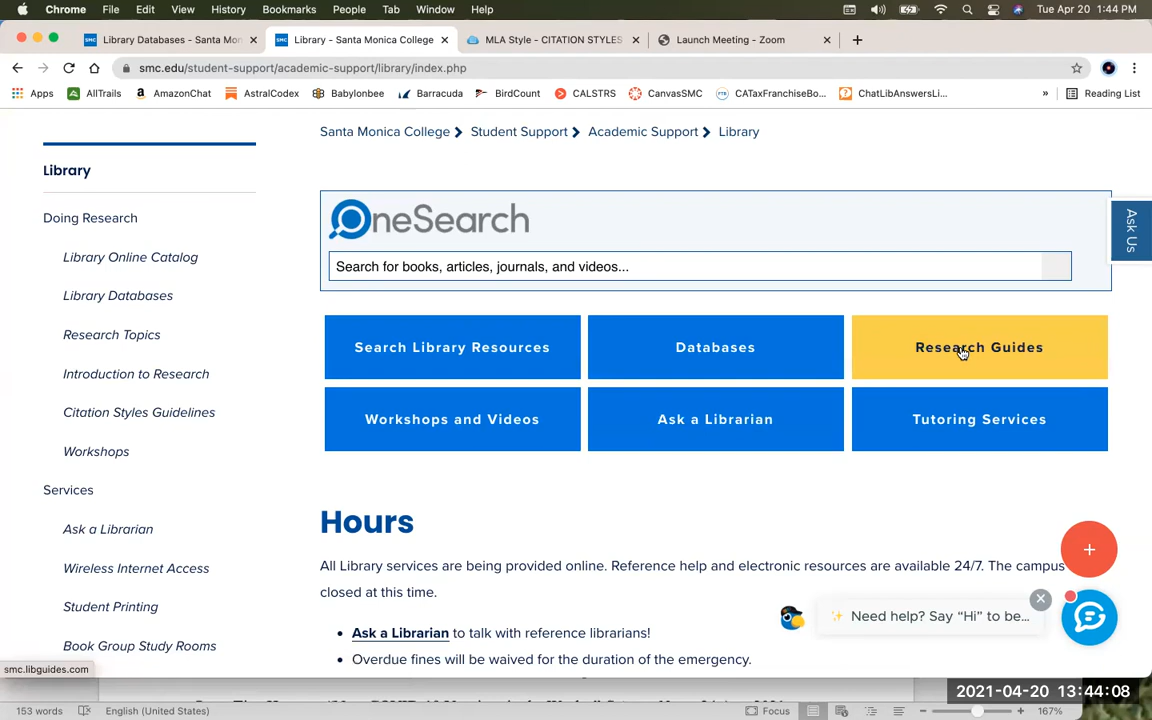 Chrome File Edit View History Bookmarks People Tab Window Help Tue Apr 20 1:44 PM
Library Databases - Santa Mon Library - Santa Monica College MLA Style - CITATION STYLES Launch Meeting - Zoom
smc.edu/student-support/academic-support/library/index.php
Apps AllTrails AmazonChat AstralCodex Babylonbee Barracuda BirdCount CALSTRS CanvasSMC CATaxFranchiseBo... ChatLibAnswersLi... » Reading List
Santa Monica College Student Support Academic Support Library
Library
Doing Research
Library Online Catalog
Library Databases
Research Topics
Introduction to Research
Citation Styles Guidelines
Workshops
Services
Ask a Librarian
Wireless Internet Access
Student Printing
Book Group Study Rooms
OneSearch
Search for books, articles, journals, and videos...
Ask Us
Search Library Resources Databases Research Guides
Workshops and Videos Ask a Librarian Tutoring Services
Hours
All Library services are being provided online. Reference help and electronic resources are available 24/7. The campus
closed at this time.
• Ask a Librarian to talk with reference librarians!
• Overdue fines will be waived for the duration of the emergency.
Need help? Say “Hi” to be...
smc.libguides.com
2021-04-20 13:44:08
153 words English (United States) Focus 167%